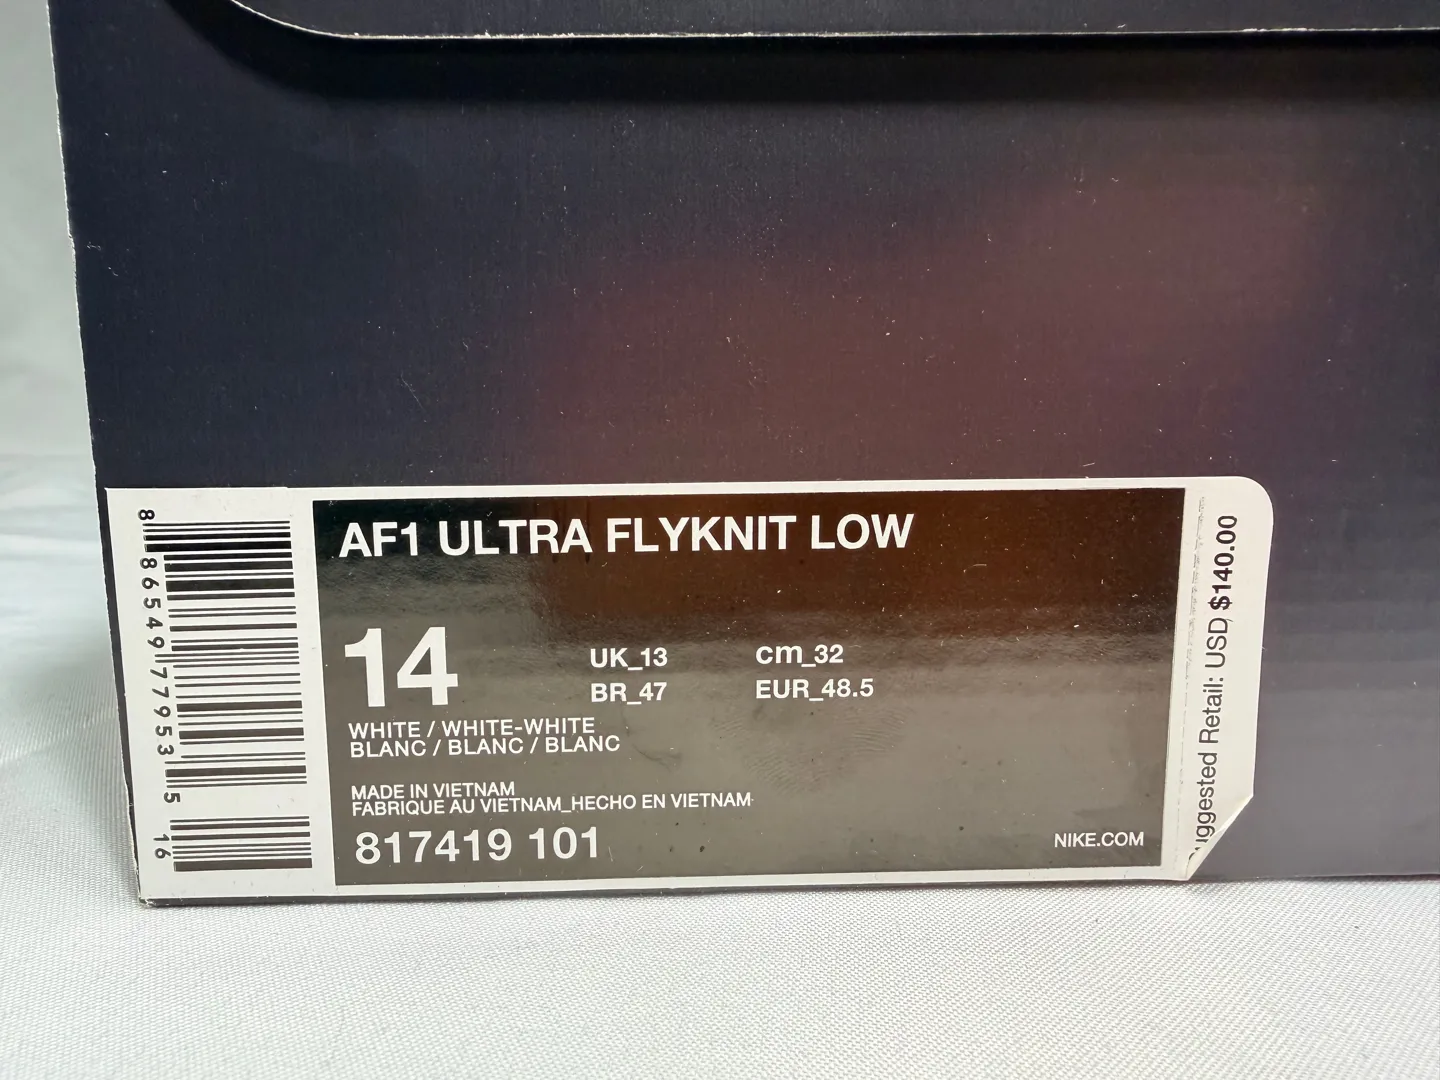 AF1 ULTRA FLYKNIT LOW
14
UK_13 cm_32
BR_47 EUR_48.5
WHITE / WHITE-WHITE
BLANC / BLANC / BLANC
MADE IN VIETNAM
FABRIQUE AU VIETNAM_HECHO EN VIETNAM
817419 101
NIKE.COM
8 86549 77953 5 16
uggested Retail: USD $140.00